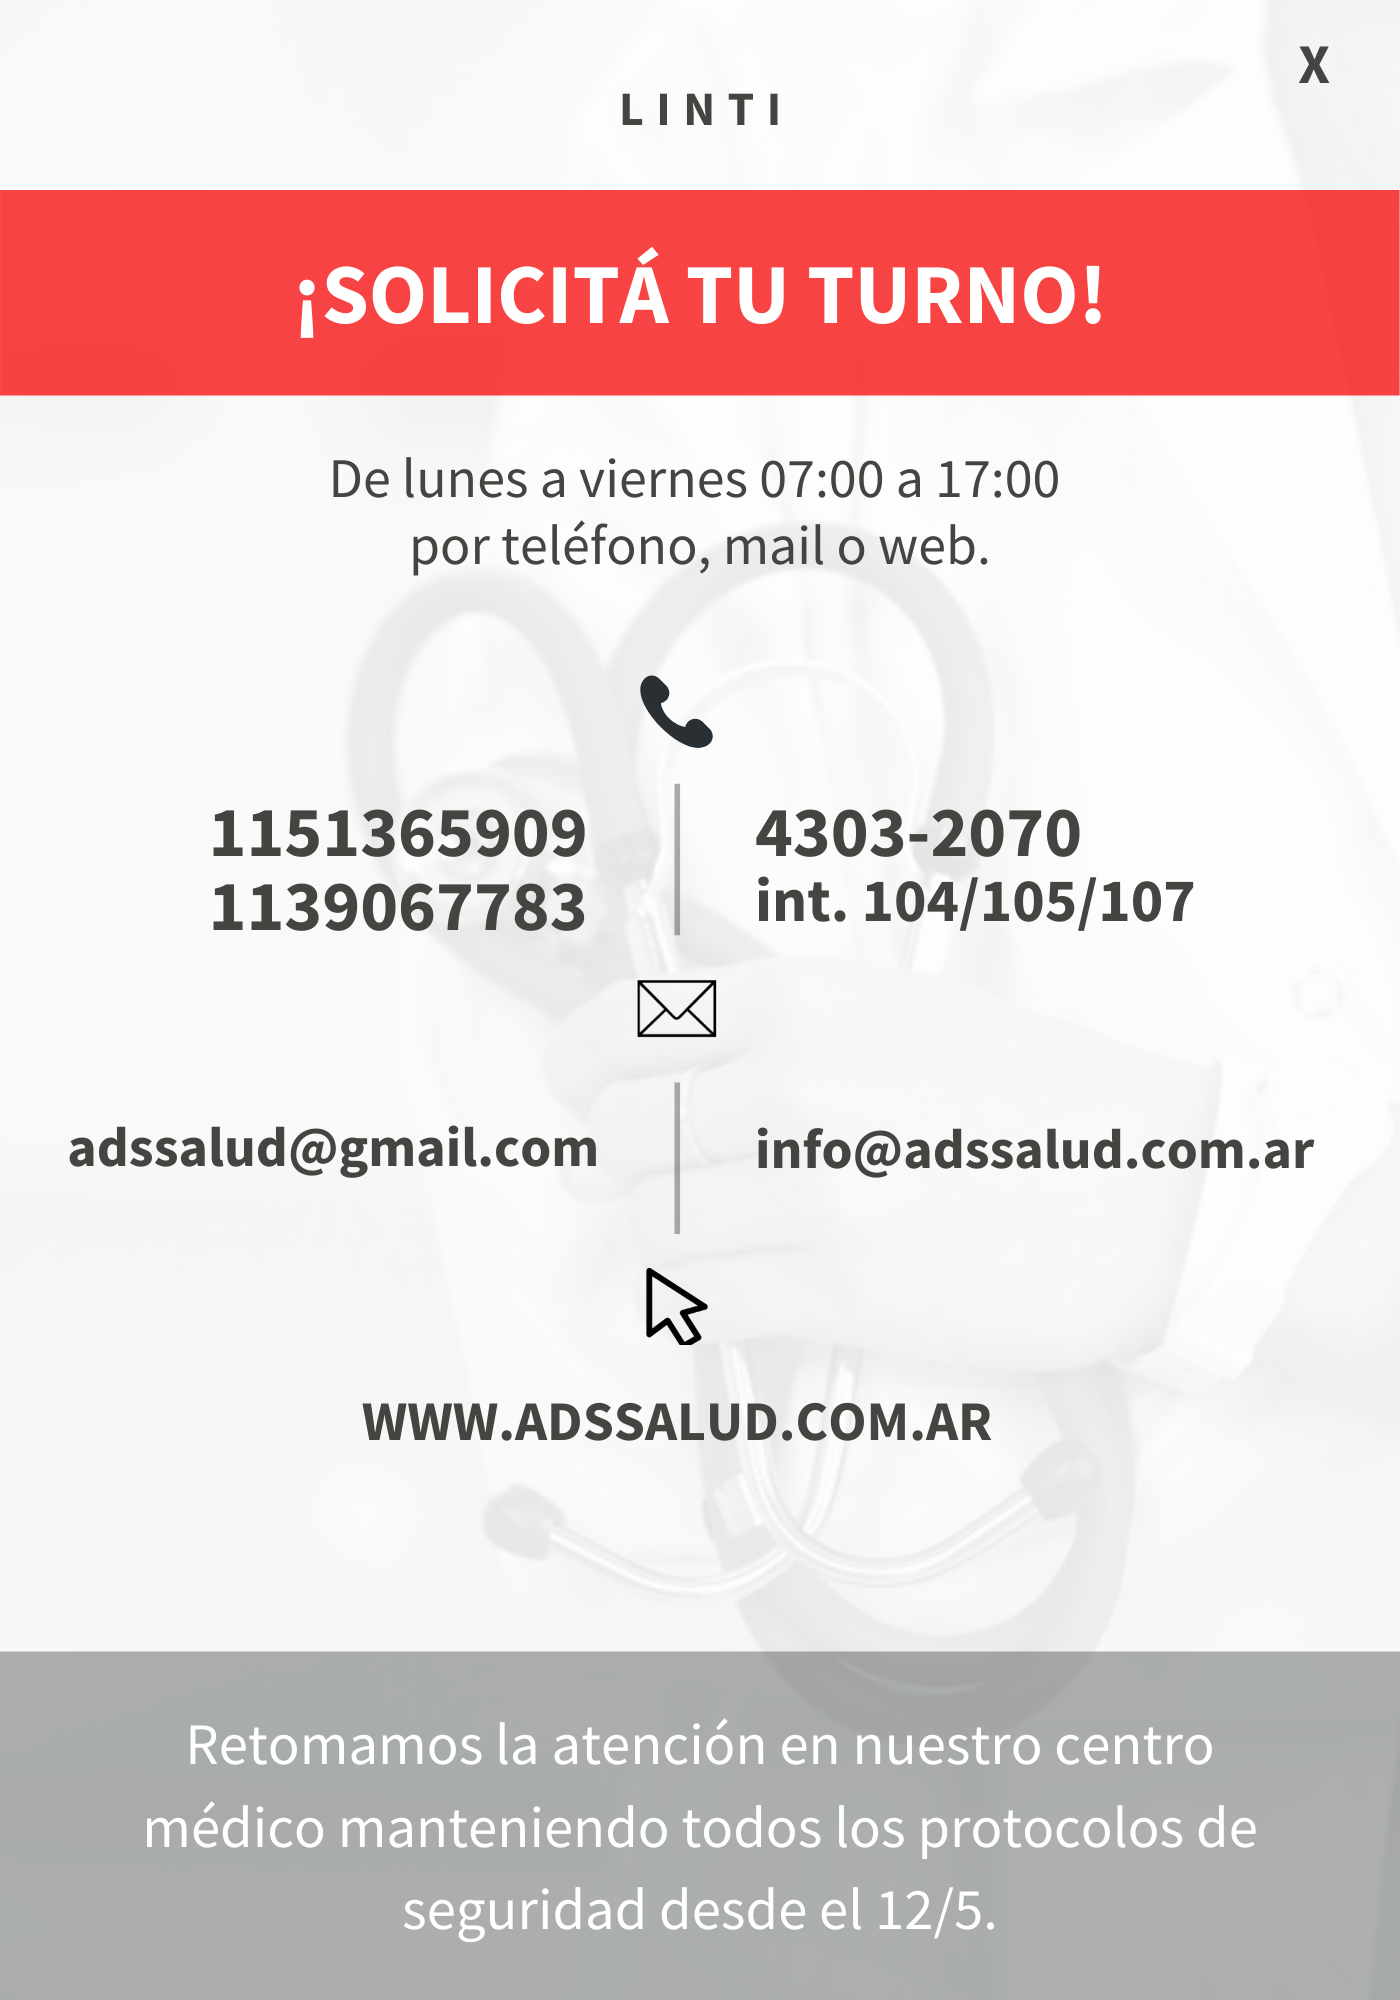 X
LINTI
¡SOLICITÁ TU TURNO!
De lunes a viernes 07:00 a 17:00
por teléfono, mail o web.
1151365909
1139067783
4303-2070
int. 104/105/107
adssalud@gmail.com
info@adssalud.com.ar
WWW.ADSSALUD.COM.AR
Retomamos la atención en nuestro centro
médico manteniendo todos los protocolos de
seguridad desde el 12/5.